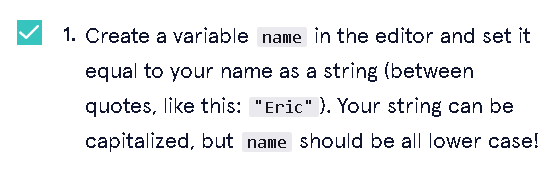 1. Create a variable name in the editor and set it
equal to your name as a string (between
quotes, like this: "Eric"). Your string can be
capitalized, but name should be all lower case!